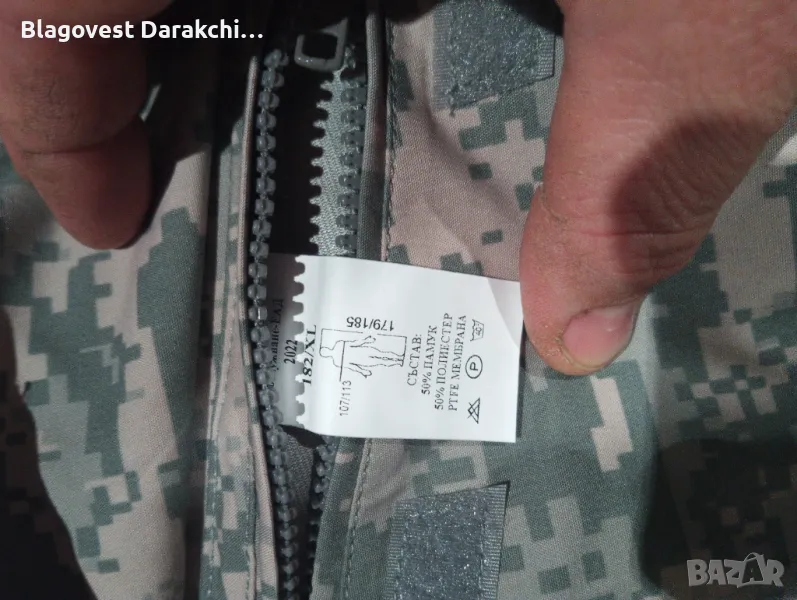 Blagovest Darakchi...
2022
182/XL
179/185
107/113
СЪСТАВ:
50% ПАМУК
50% ПОЛИЕСТЕР
PTFE МЕМБРАНА
P
BAZAR